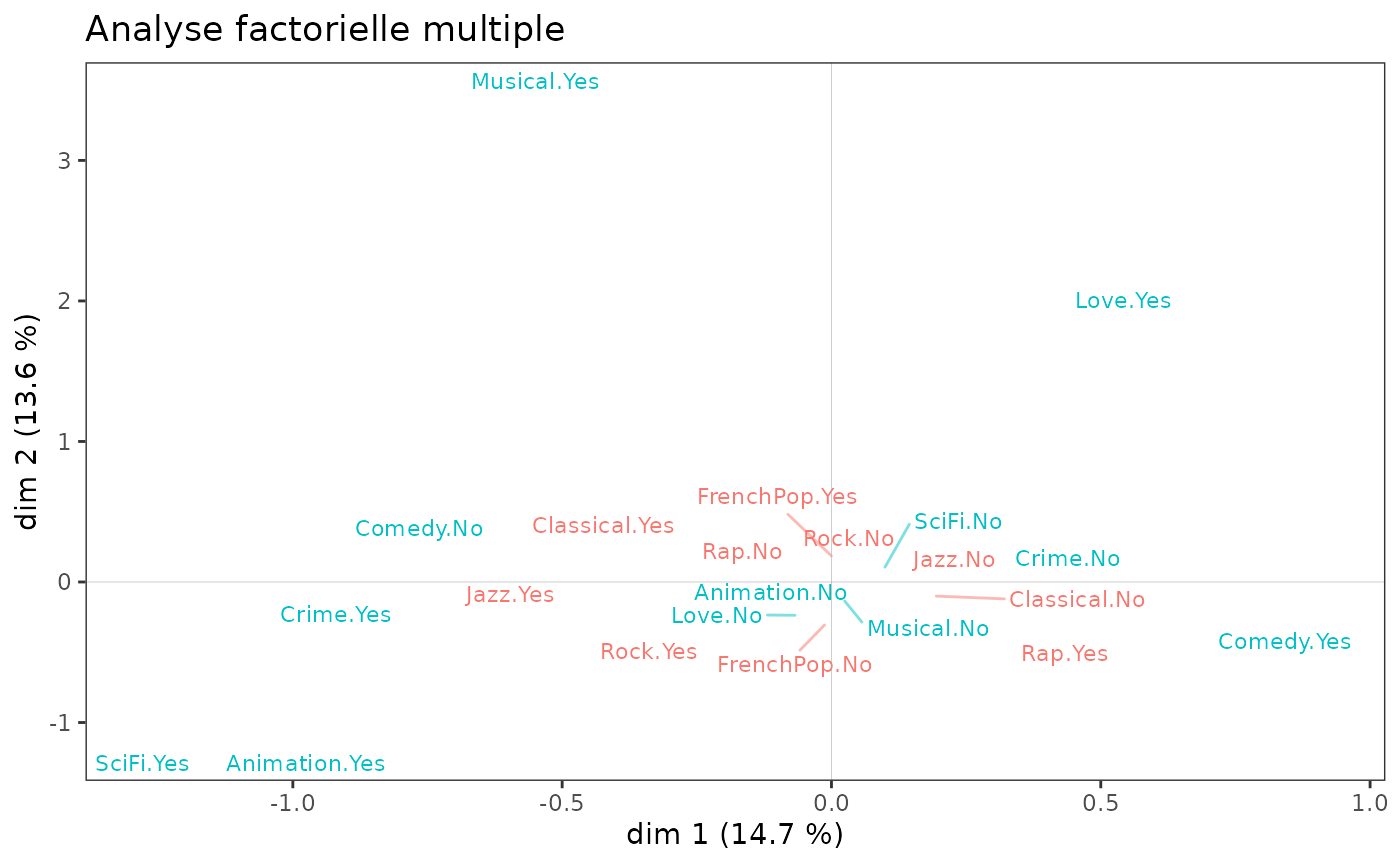 Analyse factorielle multiple
Musical.Yes
3
Love.Yes
2
dim 2 (13.6 %)
1
FrenchPop.Yes
Comedy.No
Classical.Yes
SciFi.No
Rock.No
Rap.No
Jazz.No
Crime.No
0
Jazz.Yes
Animation.No
Classical.No
Crime.Yes
Love.No
Musical.No
Comedy.Yes
Rock.Yes
Rap.Yes
FrenchPop.No
-1
SciFi.Yes
Animation.Yes
-1.0
-0.5
0.0
0.5
1.0
dim 1 (14.7 %)